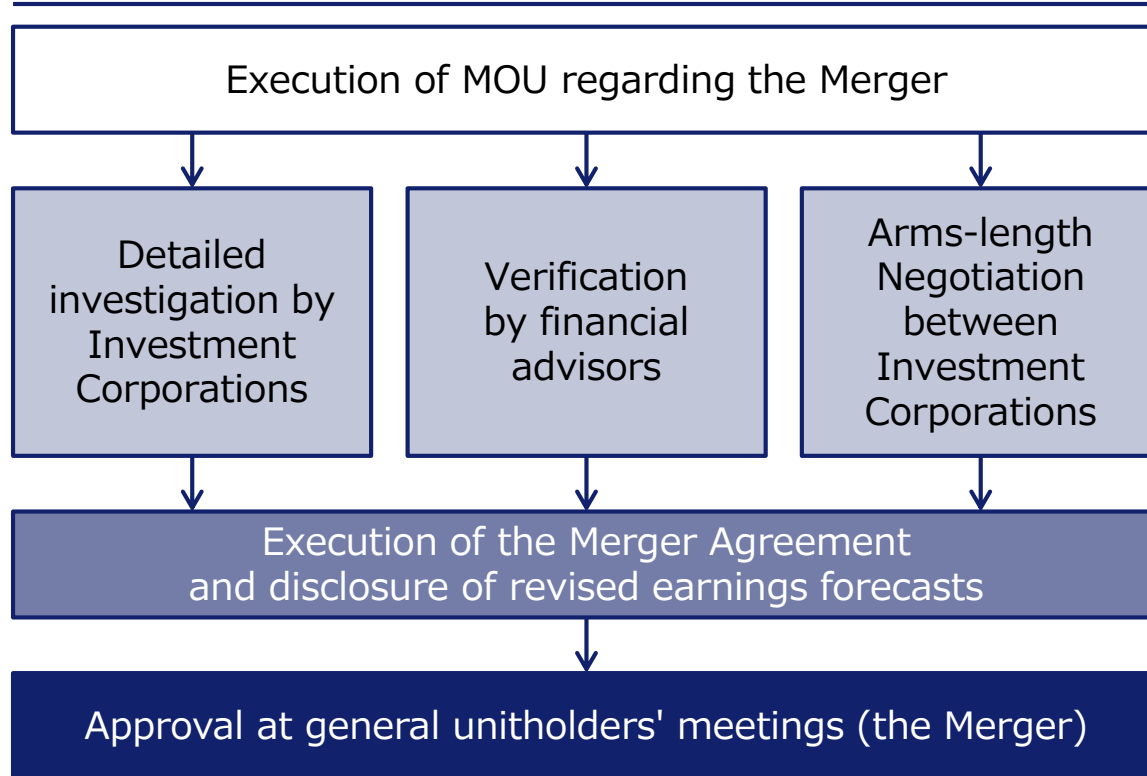 Execution of MOU regarding the Merger
Detailed
investigation by
Investment
Corporations
Verification
by financial
advisors
Arms-length
Negotiation
between
Investment
Corporations
Execution of the Merger Agreement
and disclosure of revised earnings forecasts
Approval at general unitholders' meetings (the Merger)